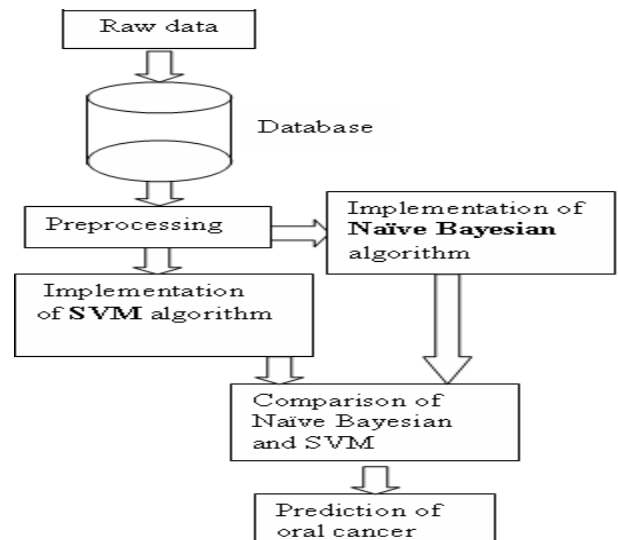 Raw data
Database
Preprocessing
Implementation of
Naïve Bayesian
algorithm
Implementation
of SVM algorithm
Comparison of
Naïve Bayesian
and SVM
Prediction of
oral cancer